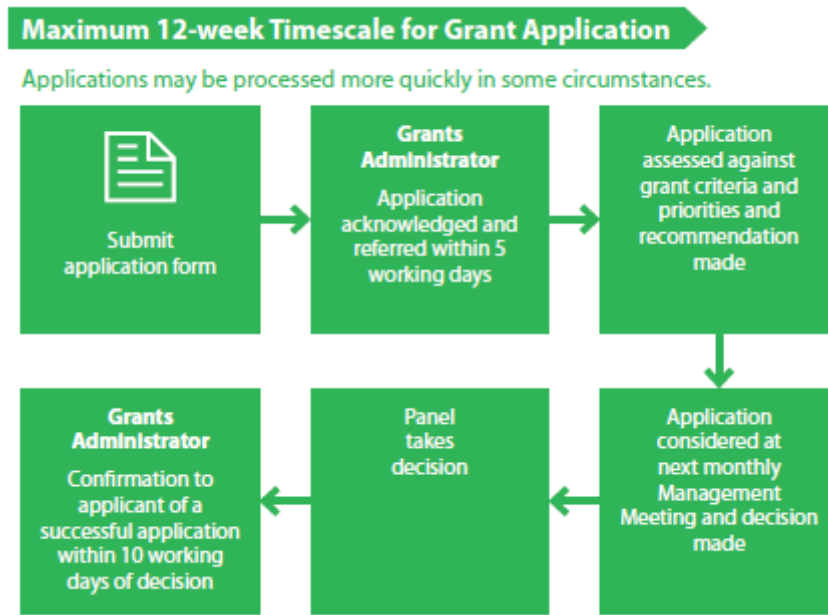 Maximum 12-week Timescale for Grant Application
Applications may be processed more quickly in some circumstances.
Submit
application form
Grants
Administrator
Application
acknowledged and
referred within 5
working days
Application
assessed against
grant criteria and
priorities and
recommendation
made
Application
considered at
next monthly
Management
Meeting and decision
made
Panel
takes
decision
Grants
Administrator
Confirmation to
applicant of a
successful application
within 10 working
days of decision